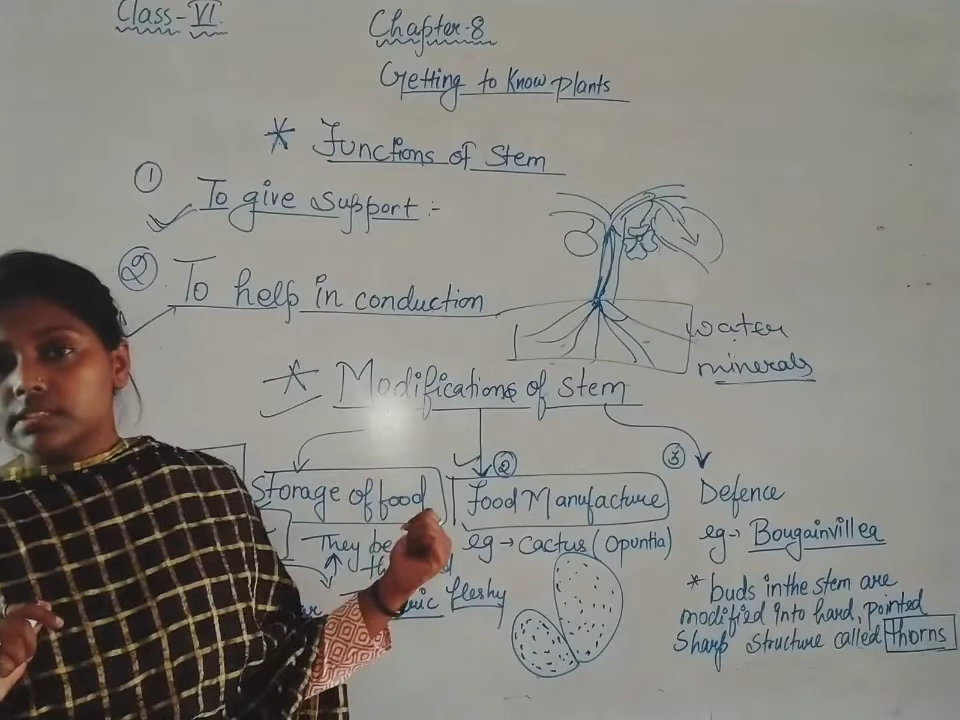 Class-VI.
Chapter-8
Getting to Know plants
* Functions of Stem
① To give support :-
② To help in conduction
water
minerals
* Modifications of stem
Storage of food
② Food Manufacture
③ Defence
They be
eg → Cactus (Opuntia)
eg → Bougainvillea
fleshy
* buds in the stem are
modified into hard, pointed
Sharp structure called thorns